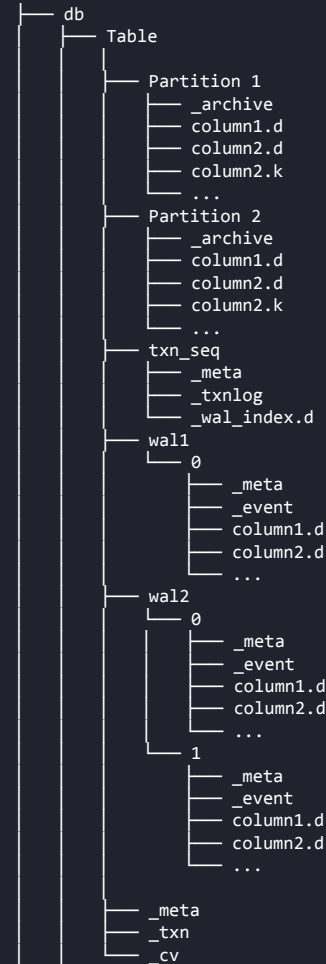 db
Table
Partition 1
_archive
column1.d
column2.d
column2.k
...
Partition 2
_archive
column1.d
column2.d
column2.k
...
txn_seq
_meta
_txnlog
_wal_index.d
wal1
0
_meta
_event
column1.d
column2.d
...
wal2
0
_meta
_event
column1.d
column2.d
...
1
_meta
_event
column1.d
column2.d
...
_meta
_txn
_cv